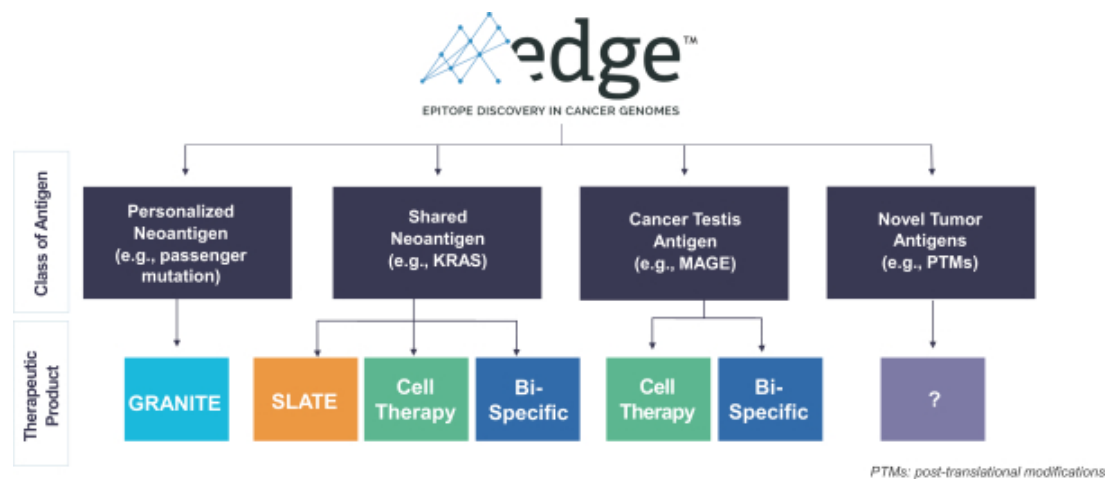 edge™
EPITOPE DISCOVERY IN CANCER GENOMES
Class of Antigen
Personalized
Neoantigen
(e.g., passenger
mutation)
Shared
Neoantigen
(e.g., KRAS)
Cancer Testis
Antigen
(e.g., MAGE)
Novel Tumor
Antigens
(e.g., PTMs)
Therapeutic
Product
GRANITE
SLATE
Cell
Therapy
Bi-
Specific
Cell
Therapy
Bi-
Specific
?
PTMs: post-translational modifications